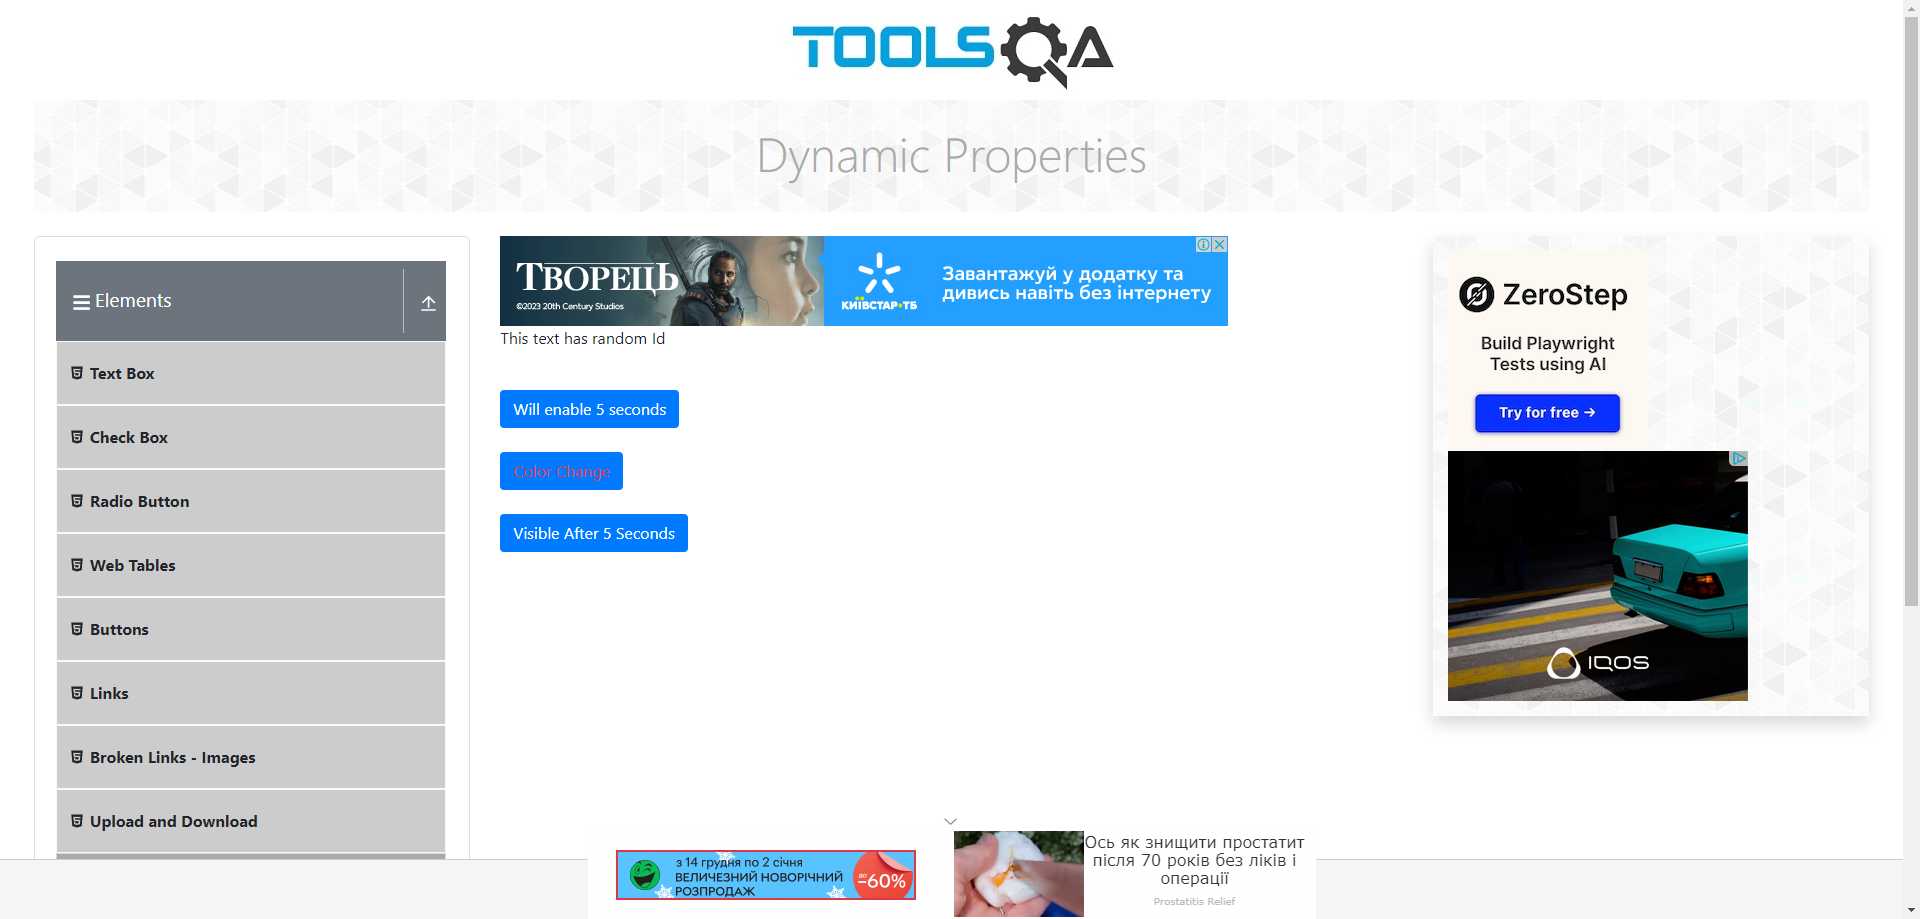 TOOLSQA
Dynamic Properties
Elements
Text Box
Check Box
Radio Button
Web Tables
Buttons
Links
Broken Links - Images
Upload and Download
ТВОРЕЦЬ
©2023 20th Century Studios
КИЇВСТАР·ТБ
Завантажуй у додатку та
дивись навіть без інтернету
This text has random Id
Will enable 5 seconds
Color Change
Visible After 5 Seconds
ZeroStep
Build Playwright
Tests using AI
Try for free →
IQOS
з 14 грудня по 2 січня
ВЕЛИЧЕЗНИЙ НОВОРІЧНИЙ
РОЗПРОДАЖ
до
-60%
Ось як знищити простатит
після 70 років без ліків і
операції
Prostatitis Relief